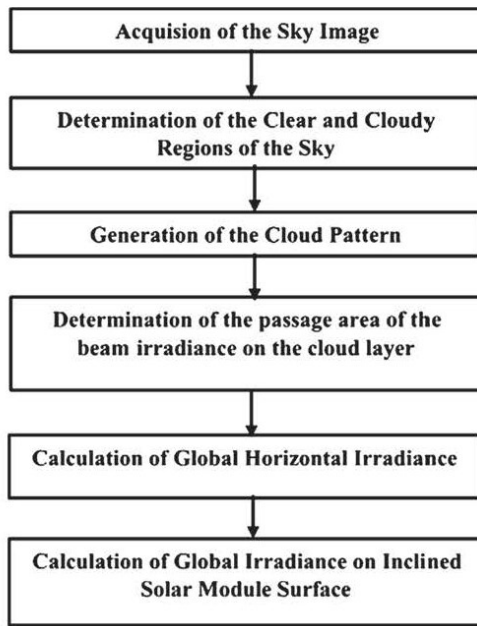 Acquision of the Sky Image
Determination of the Clear and Cloudy
Regions of the Sky
Generation of the Cloud Pattern
Determination of the passage area of the
beam irradiance on the cloud layer
Calculation of Global Horizontal Irradiance
Calculation of Global Irradiance on Inclined
Solar Module Surface